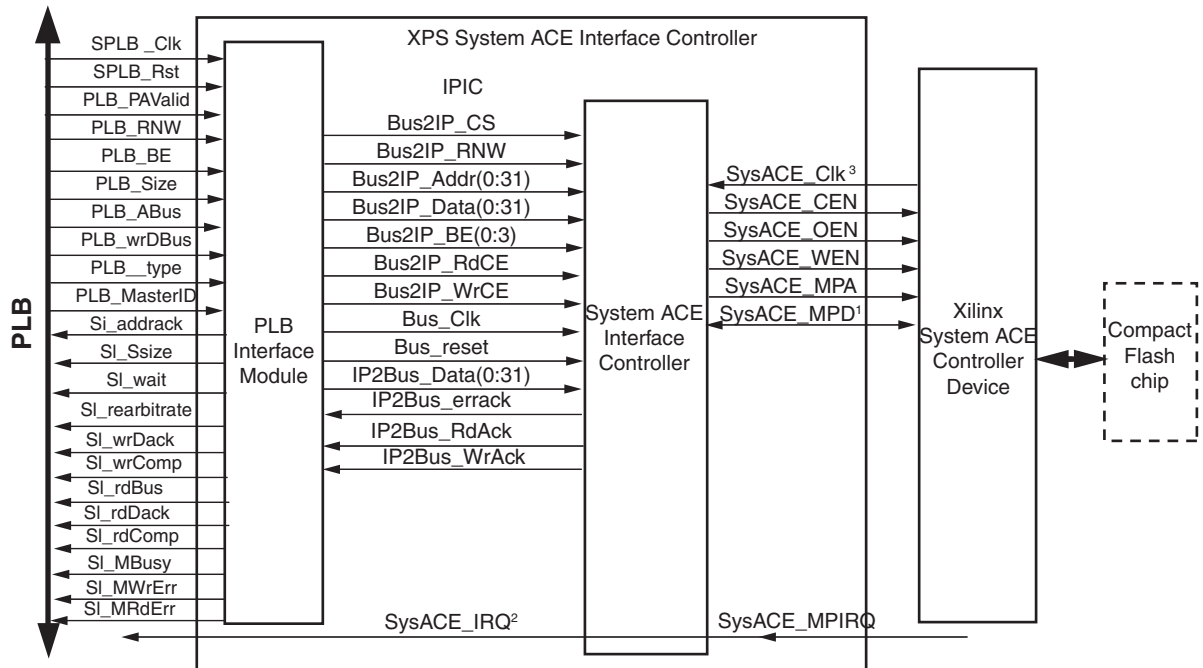 XPS System ACE Interface Controller
PLB
SPLB _Clk
SPLB_Rst
PLB_PAValid
PLB_RNW
PLB_BE
PLB_Size
PLB_ABus
PLB_wrDBus
PLB__type
PLB_MasterID
Si_addrack
Sl_Ssize
Sl_wait
Sl_rearbitrate
Sl_wrDack
Sl_wrComp
Sl_rdBus
Sl_rdDack
Sl_rdComp
Sl_MBusy
Sl_MWrErr
Sl_MRdErr
PLB
Interface
Module
IPIC
Bus2IP_CS
Bus2IP_RNW
Bus2IP_Addr(0:31)
Bus2IP_Data(0:31)
Bus2IP_BE(0:3)
Bus2IP_RdCE
Bus2IP_WrCE
Bus_Clk
Bus_reset
IP2Bus_Data(0:31)
IP2Bus_errack
IP2Bus_RdAck
IP2Bus_WrAck
System ACE
Interface
Controller
SysACE_Clk³
SysACE_CEN
SysACE_OEN
SysACE_WEN
SysACE_MPA
SysACE_MPD¹
Xilinx
System ACE
Controller
Device
Compact
Flash
chip
SysACE_IRQ²
SysACE_MPIRQ